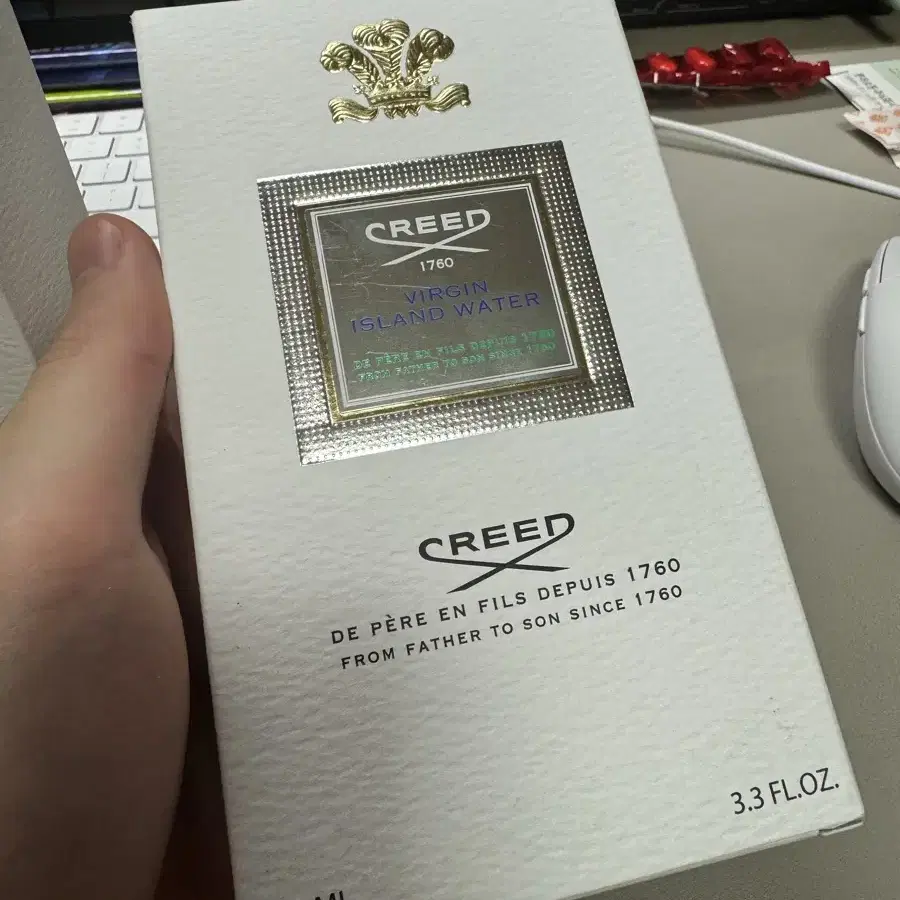 CREED
1760
VIRGIN
ISLAND WATER
DE PÈRE EN FILS DEPUIS 1760
FROM FATHER TO SON SINCE 1760
CREED
DE PÈRE EN FILS DEPUIS 1760
FROM FATHER TO SON SINCE 1760
3.3 FL.OZ.